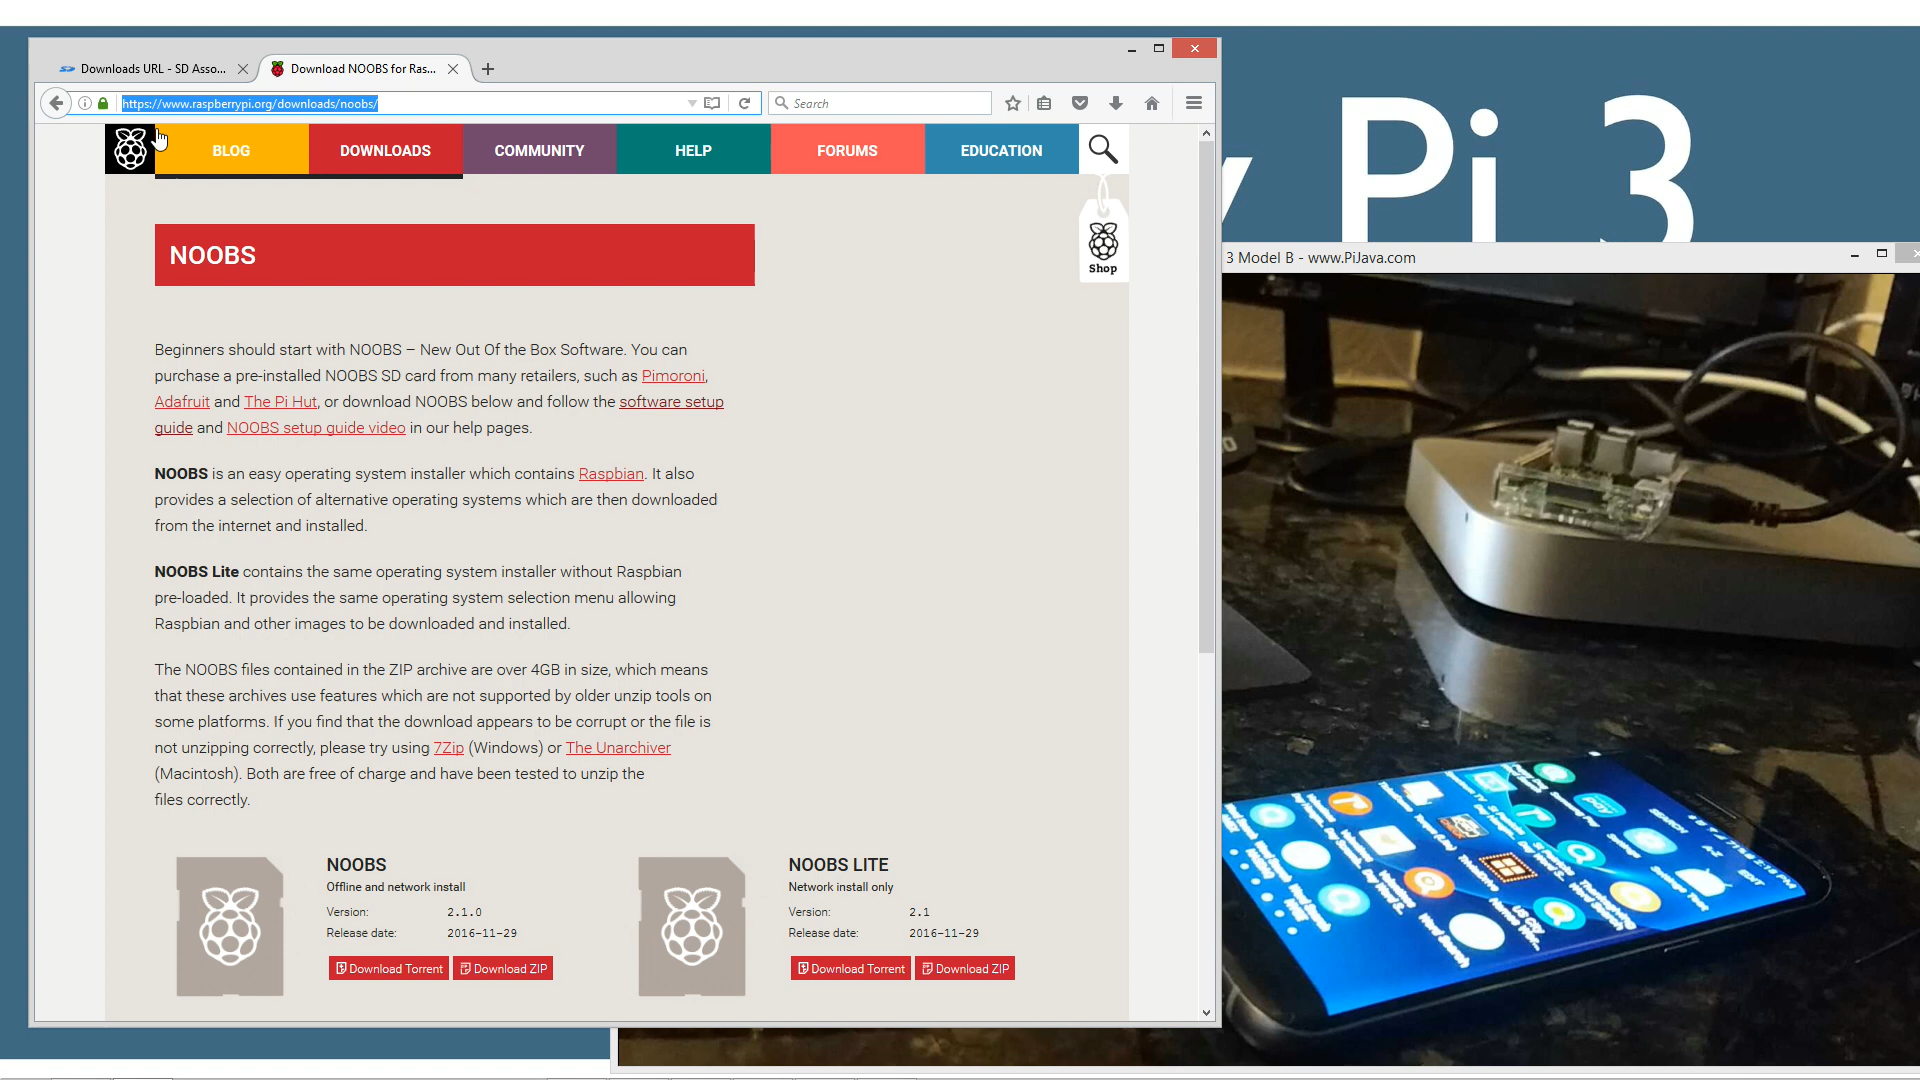 Downloads URL - SD Asso...
Download NOOBS for Ras...
https://www.raspberrypi.org/downloads/noobs/
Search
BLOG
DOWNLOADS
COMMUNITY
HELP
FORUMS
EDUCATION
y Pi 3
Shop
3 Model B - www.PiJava.com
NOOBS
Beginners should start with NOOBS – New Out Of the Box Software. You can
purchase a pre-installed NOOBS SD card from many retailers, such as Pimoroni,
Adafruit and The Pi Hut, or download NOOBS below and follow the software setup
guide and NOOBS setup guide video in our help pages.
NOOBS is an easy operating system installer which contains Raspbian. It also
provides a selection of alternative operating systems which are then downloaded
from the internet and installed.
NOOBS Lite contains the same operating system installer without Raspbian
pre-loaded. It provides the same operating system selection menu allowing
Raspbian and other images to be downloaded and installed.
The NOOBS files contained in the ZIP archive are over 4GB in size, which means
that these archives use features which are not supported by older unzip tools on
some platforms. If you find that the download appears to be corrupt or the file is
not unzipping correctly, please try using 7Zip (Windows) or The Unarchiver
(Macintosh). Both are free of charge and have been tested to unzip the
files correctly.
NOOBS
Offline and network install
Version: 2.1.0
Release date: 2016-11-29
Download Torrent
Download ZIP
NOOBS LITE
Network install only
Version: 2.1
Release date: 2016-11-29
Download Torrent
Download ZIP
SEARCH
A-Z
EDIT
pay
Samsung Pay
Settings
Word Search